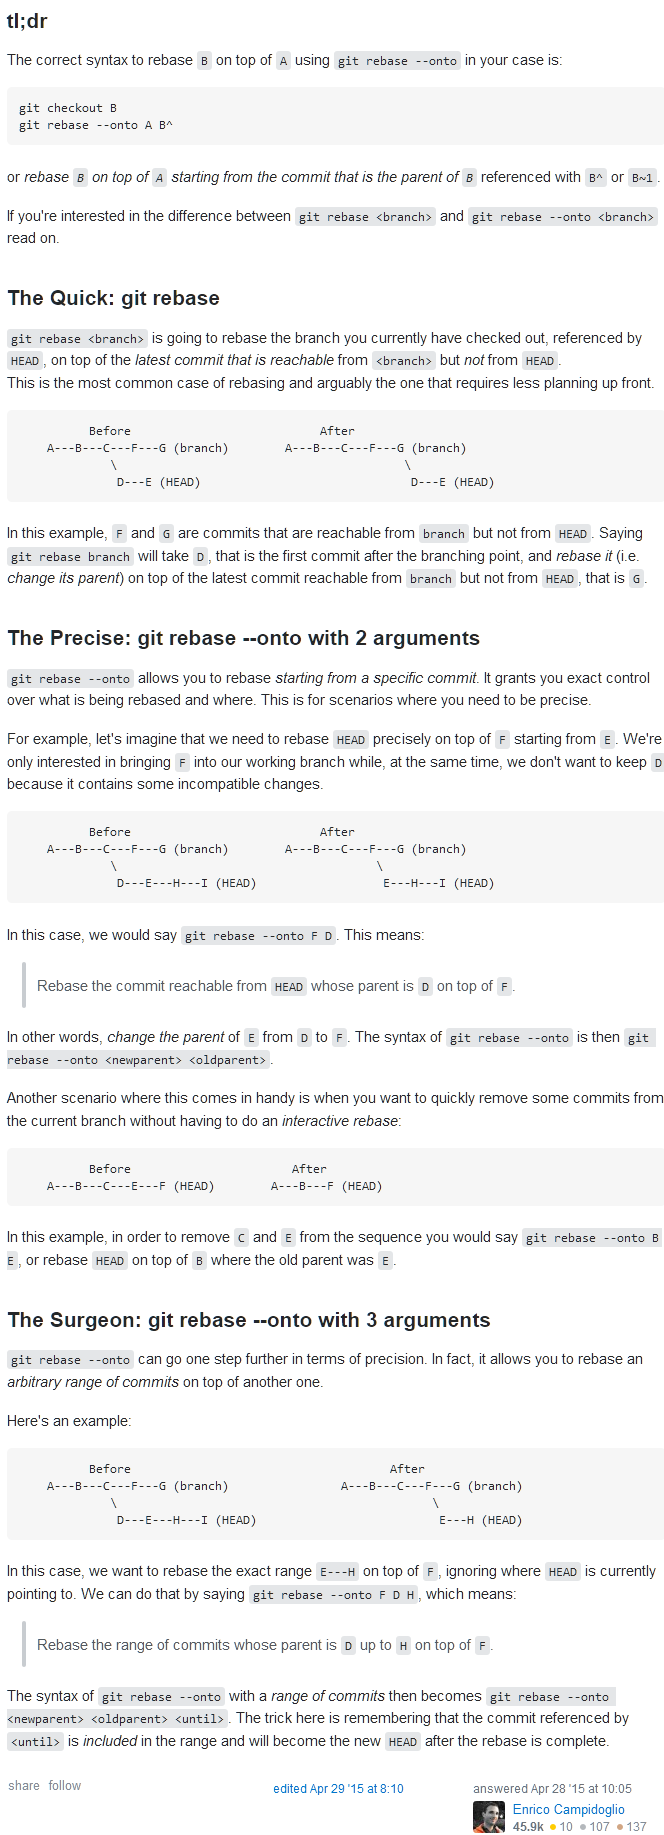 tl;dr
The correct syntax to rebase B on top of A using git rebase --onto in your case is:
git checkout B
git rebase --onto A B^
or rebase B on top of A starting from the commit that is the parent of B referenced with B^ or B~1.
If you're interested in the difference between git rebase <branch> and git rebase --onto <branch>
read on.
The Quick: git rebase
git rebase <branch> is going to rebase the branch you currently have checked out, referenced by
HEAD, on top of the latest commit that is reachable from <branch> but not from HEAD.
This is the most common case of rebasing and arguably the one that requires less planning up front.
Before After
A---B---C---F---G (branch) A---B---C---F---G (branch)
\ \
D---E (HEAD) D---E (HEAD)
In this example, F and G are commits that are reachable from branch but not from HEAD. Saying
git rebase branch will take D, that is the first commit after the branching point, and rebase it (i.e.
change its parent) on top of the latest commit reachable from branch but not from HEAD, that is G.
The Precise: git rebase --onto with 2 arguments
git rebase --onto allows you to rebase starting from a specific commit. It grants you exact control
over what is being rebased and where. This is for scenarios where you need to be precise.
For example, let's imagine that we need to rebase HEAD precisely on top of F starting from E. We're
only interested in bringing F into our working branch while, at the same time, we don't want to keep D
because it contains some incompatible changes.
Before After
A---B---C---F---G (branch) A---B---C---F---G (branch)
\ \
D---E---H---I (HEAD) E---H---I (HEAD)
In this case, we would say git rebase --onto F D. This means:
Rebase the commit reachable from HEAD whose parent is D on top of F.
In other words, change the parent of E from D to F. The syntax of git rebase --onto is then git
rebase --onto <newparent> <oldparent>.
Another scenario where this comes in handy is when you want to quickly remove some commits from
the current branch without having to do an interactive rebase:
Before After
A---B---C---E---F (HEAD) A---B---F (HEAD)
In this example, in order to remove C and E from the sequence you would say git rebase --onto B
E, or rebase HEAD on top of B where the old parent was E.
The Surgeon: git rebase --onto with 3 arguments
git rebase --onto can go one step further in terms of precision. In fact, it allows you to rebase an
arbitrary range of commits on top of another one.
Here's an example:
Before After
A---B---C---F---G (branch) A---B---C---F---G (branch)
\ \
D---E---H---I (HEAD) E---H (HEAD)
In this case, we want to rebase the exact range E---H on top of F, ignoring where HEAD is currently
pointing to. We can do that by saying git rebase --onto F D H, which means:
Rebase the range of commits whose parent is D up to H on top of F.
The syntax of git rebase --onto with a range of commits then becomes git rebase --onto
<newparent> <oldparent> <until>. The trick here is remembering that the commit referenced by
<until> is included in the range and will become the new HEAD after the rebase is complete.
share follow edited Apr 29 '15 at 8:10 answered Apr 28 '15 at 10:05
Enrico Campidoglio
45.9k 10 107 137